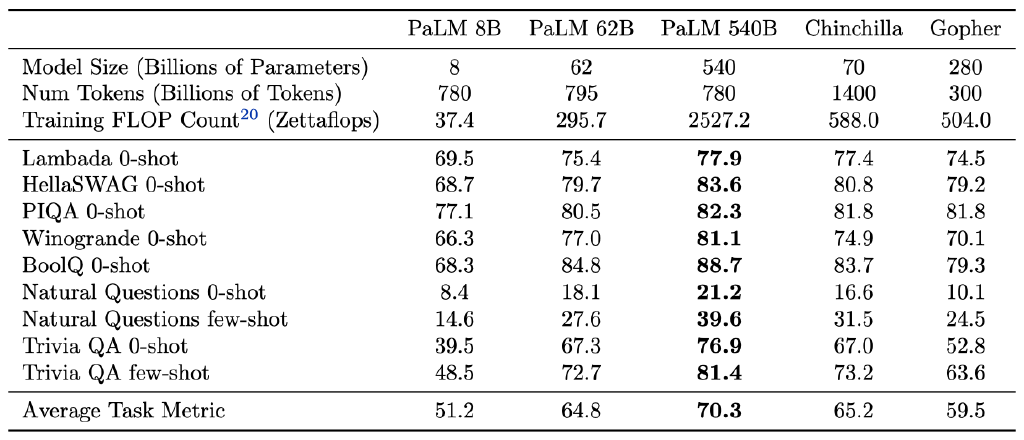 PaLM 8B PaLM 62B PaLM 540B Chinchilla Gopher
Model Size (Billions of Parameters) 8 62 540 70 280
Num Tokens (Billions of Tokens) 780 795 780 1400 300
Training FLOP Count20 (Zettaflops) 37.4 295.7 2527.2 588.0 504.0
Lambada 0-shot 69.5 75.4 77.9 77.4 74.5
HellaSWAG 0-shot 68.7 79.7 83.6 80.8 79.2
PIQA 0-shot 77.1 80.5 82.3 81.8 81.8
Winogrande 0-shot 66.3 77.0 81.1 74.9 70.1
BoolQ 0-shot 68.3 84.8 88.7 83.7 79.3
Natural Questions 0-shot 8.4 18.1 21.2 16.6 10.1
Natural Questions few-shot 14.6 27.6 39.6 31.5 24.5
Trivia QA 0-shot 39.5 67.3 76.9 67.0 52.8
Trivia QA few-shot 48.5 72.7 81.4 73.2 63.6
Average Task Metric 51.2 64.8 70.3 65.2 59.5